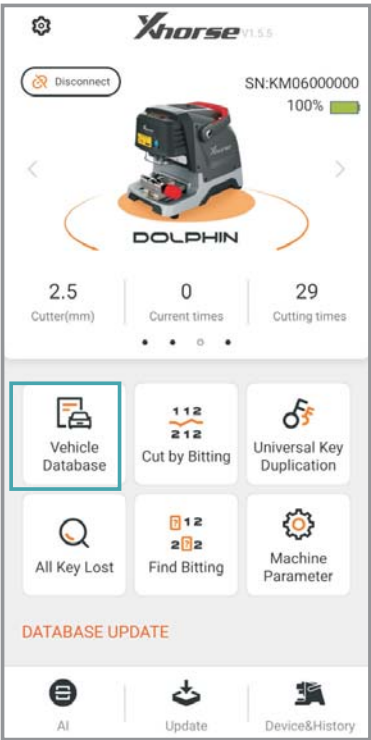 Xhorse V1.5.5
Disconnect
SN:KM06000000
100%
DOLPHIN
2.5 0 29
Cutter(mm) Current times Cutting times
112
212
Vehicle Database
Cut by Bitting
Universal Key Duplication
?12
2?2
All Key Lost
Find Bitting
Machine Parameter
DATABASE UPDATE
AI Update Device&History